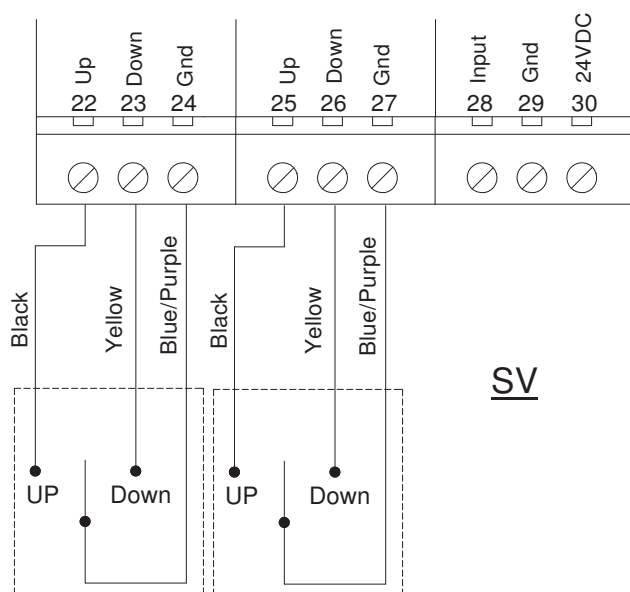 Up Down Gnd Up Down Gnd Input Gnd 24VDC
22 23 24 25 26 27 28 29 30
Black Yellow Blue/Purple Black Yellow Blue/Purple
SV
UP Down UP Down